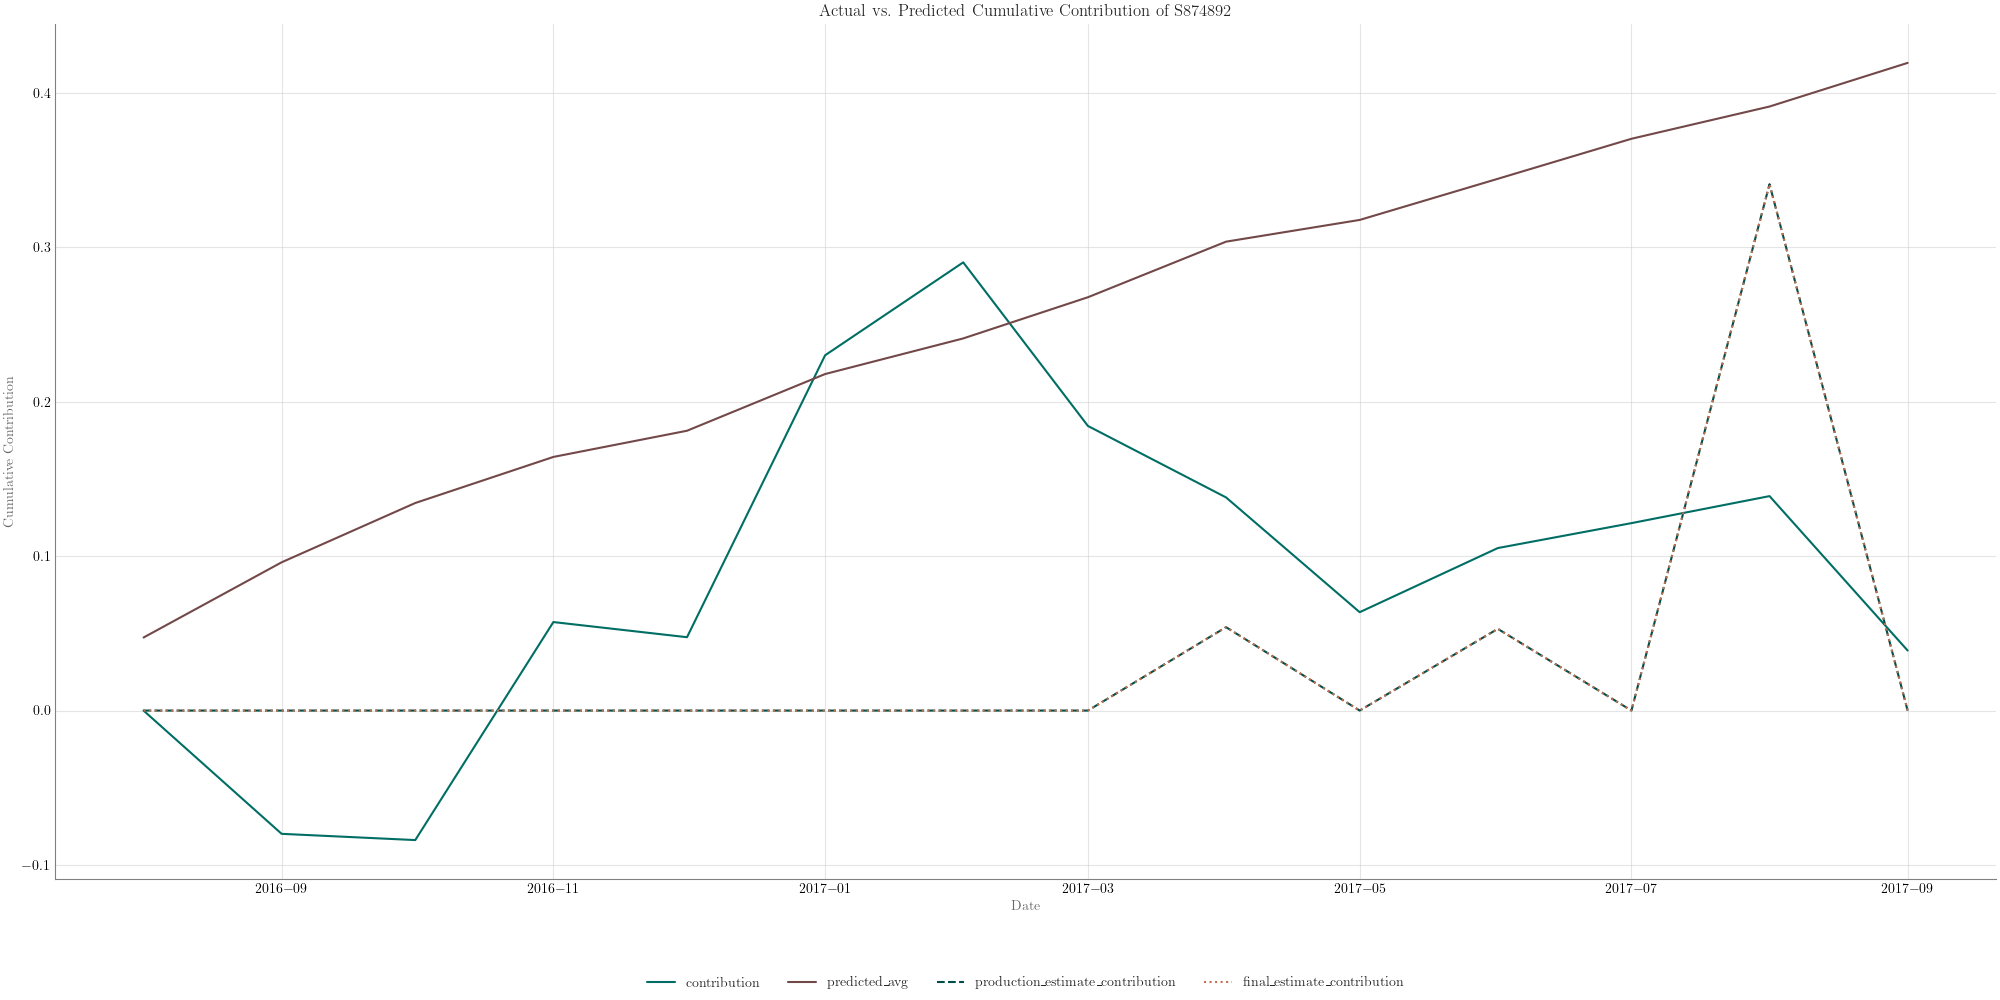 Actual vs. Predicted Cumulative Contribution of S874892
Cumulative Contribution
0.4
0.3
0.2
0.1
0.0
−0.1
2016−09 2016−11 2017−01 2017−03 2017−05 2017−07 2017−09
Date
contribution predicted_avg production_estimate_contribution final_estimate_contribution